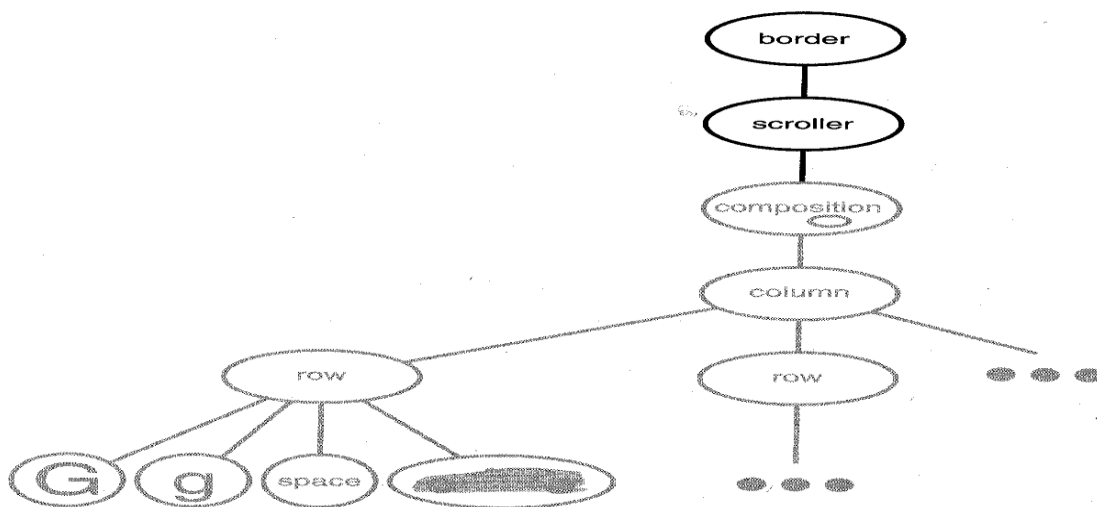 border
scroller
composition
column
row
row
G
g
space